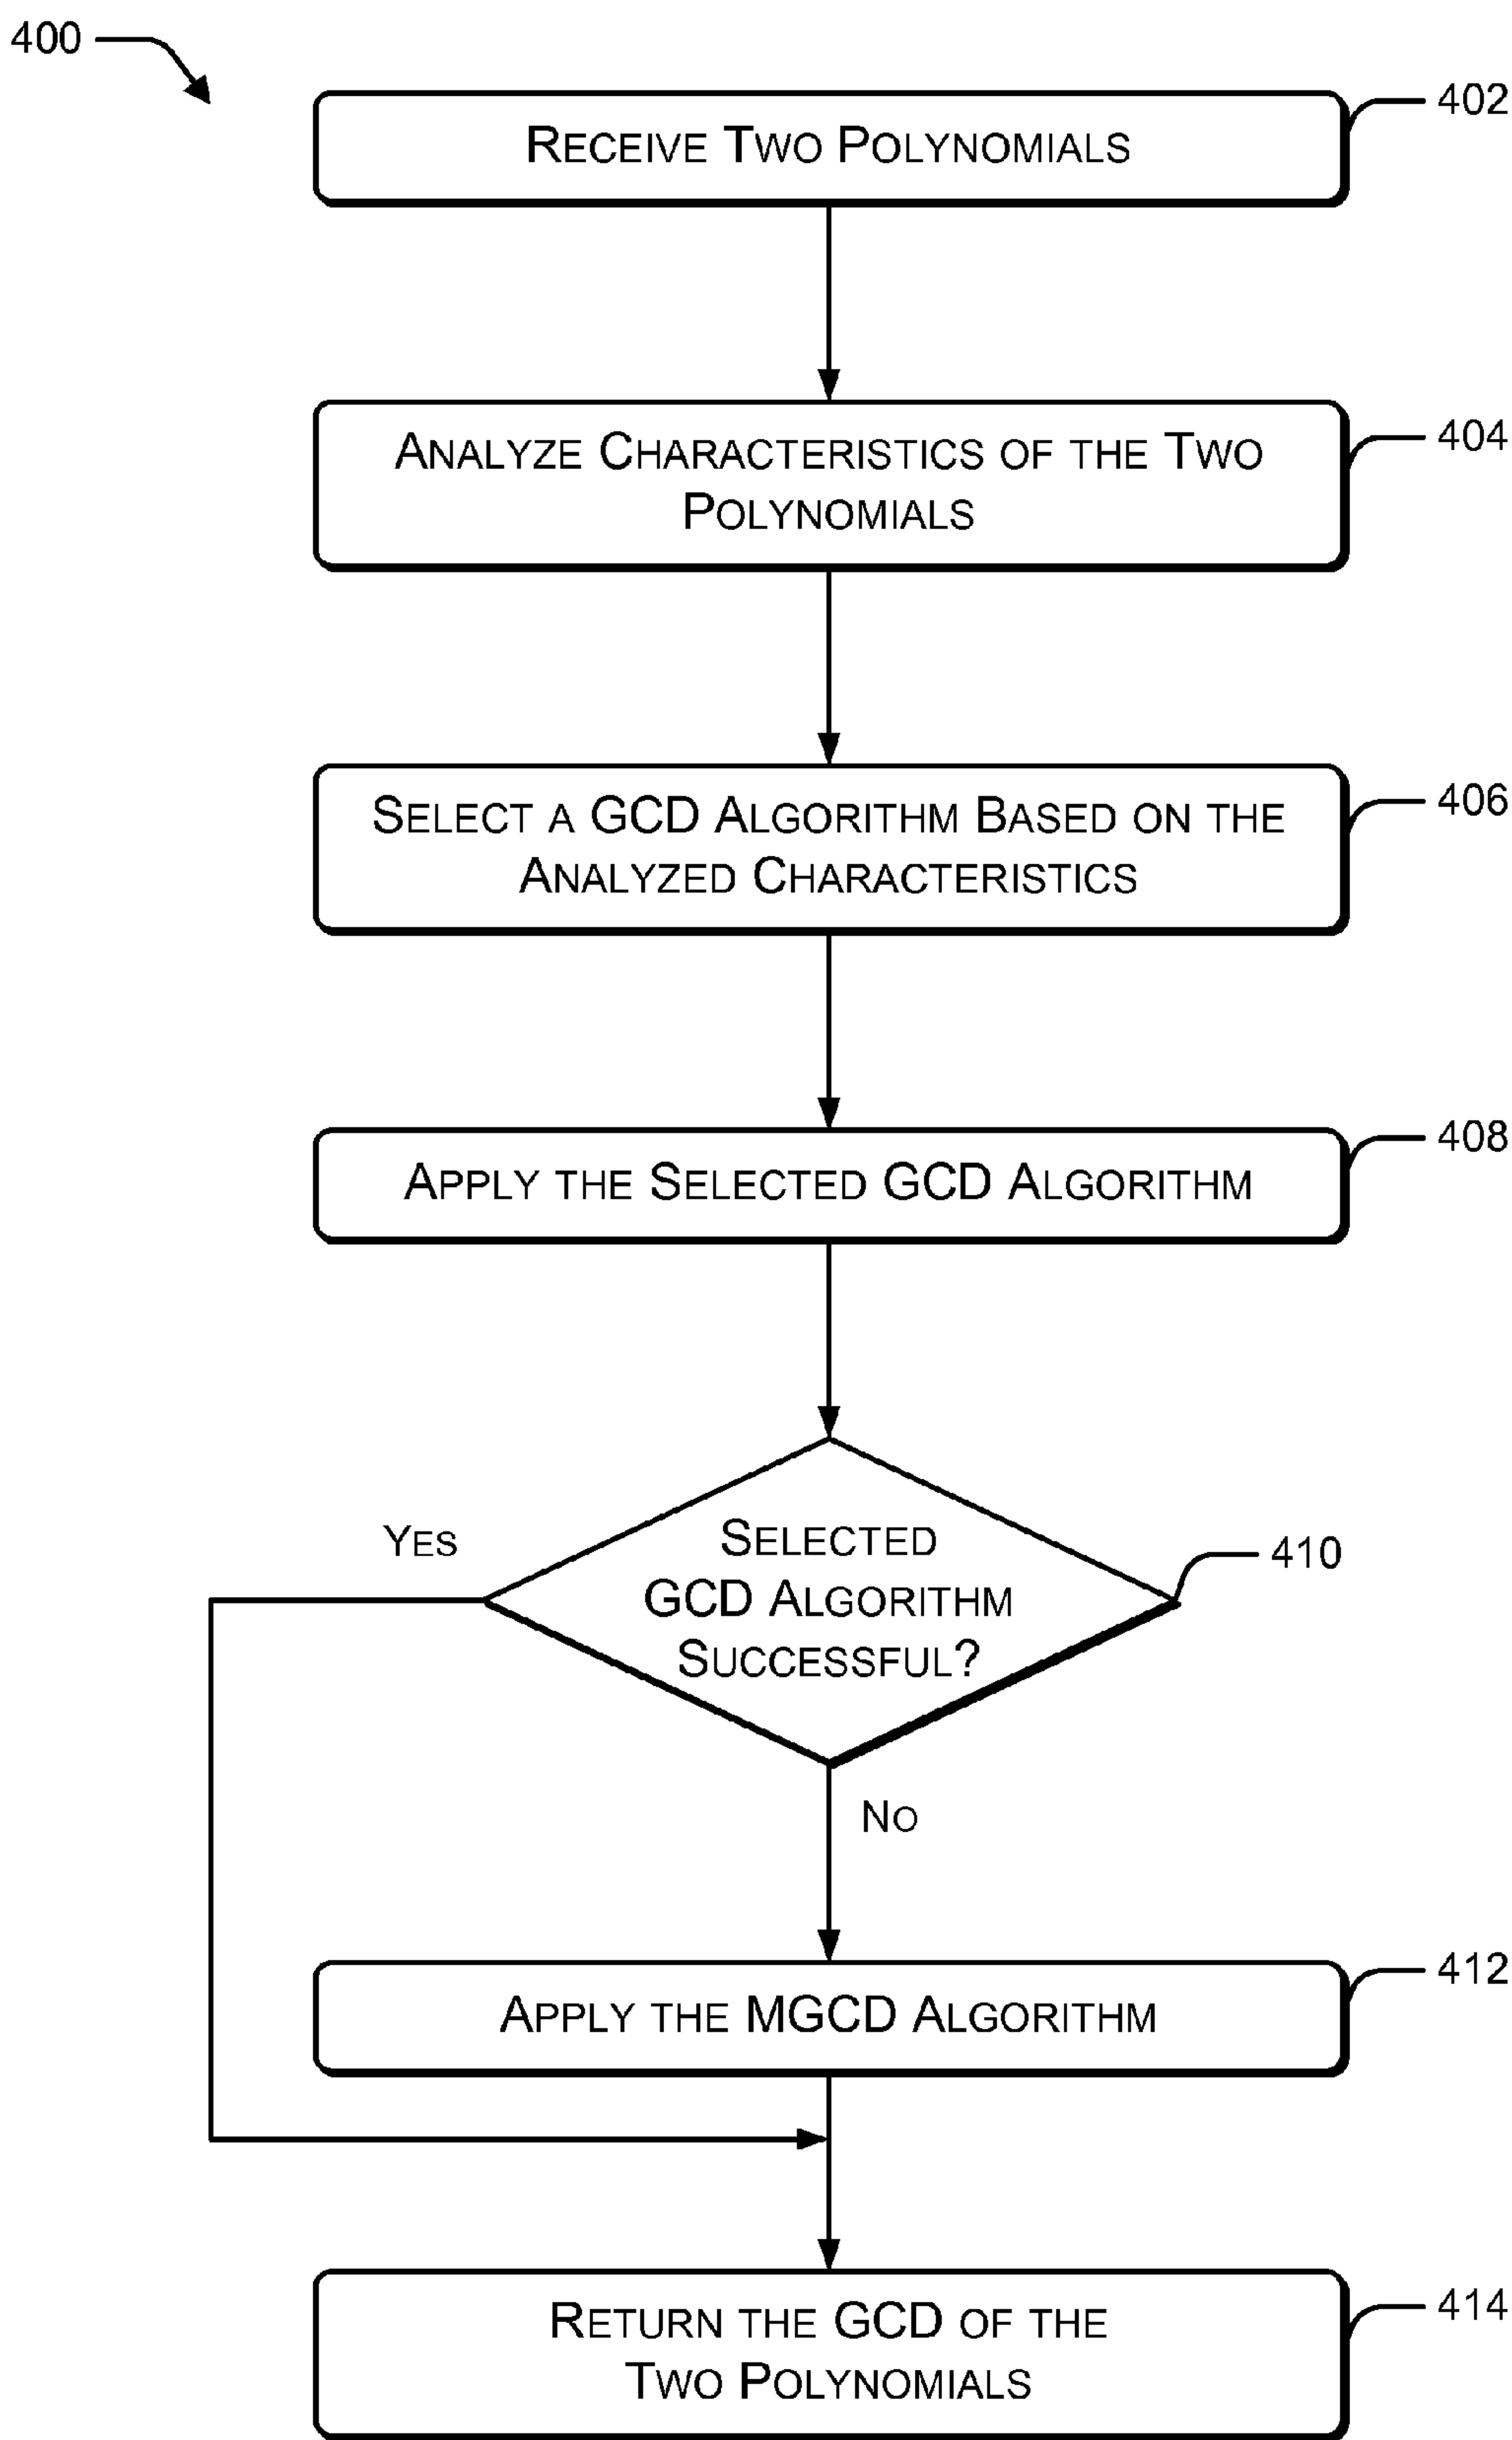 400
402
RECEIVE TWO POLYNOMIALS
404
ANALYZE CHARACTERISTICS OF THE TWO
POLYNOMIALS
406
SELECT A GCD ALGORITHM BASED ON THE
ANALYZED CHARACTERISTICS
408
APPLY THE SELECTED GCD ALGORITHM
YES
SELECTED
GCD ALGORITHM
SUCCESSFUL?
410
NO
412
APPLY THE MGCD ALGORITHM
414
RETURN THE GCD OF THE
TWO POLYNOMIALS